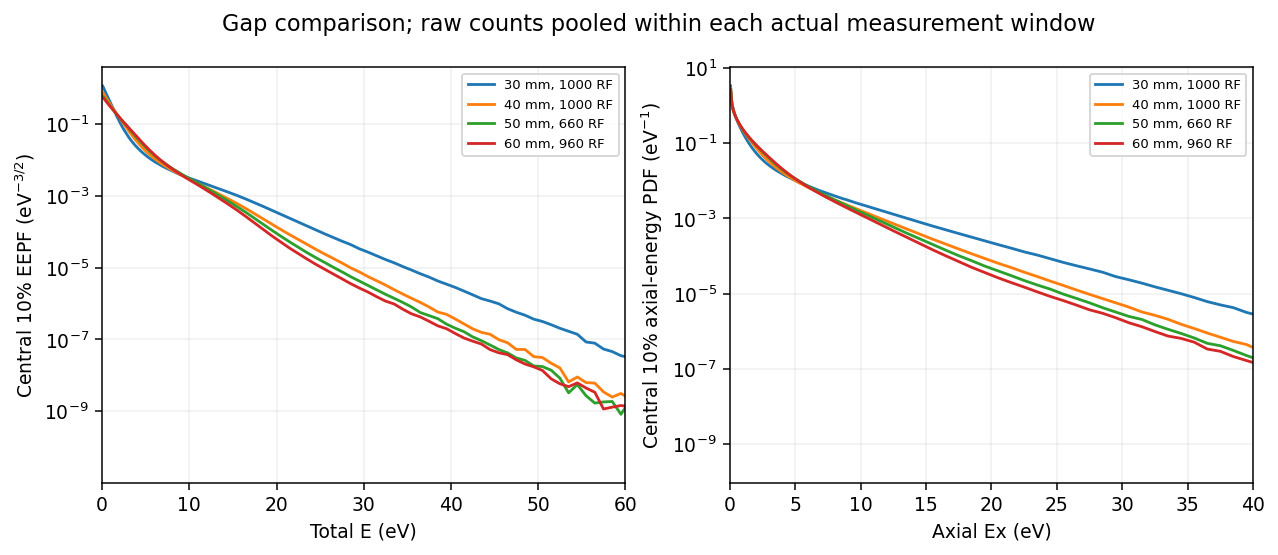 Gap comparison; raw counts pooled within each actual measurement window
Central 10% EEPF (eV⁻³ᐟ²)
10⁻¹
10⁻³
10⁻⁵
10⁻⁷
10⁻⁹
30 mm, 1000 RF
40 mm, 1000 RF
50 mm, 660 RF
60 mm, 960 RF
0 10 20 30 40 50 60
Total E (eV)
Central 10% axial-energy PDF (eV⁻¹)
10¹
10⁻¹
10⁻³
10⁻⁵
10⁻⁷
10⁻⁹
30 mm, 1000 RF
40 mm, 1000 RF
50 mm, 660 RF
60 mm, 960 RF
0 5 10 15 20 25 30 35 40
Axial Ex (eV)